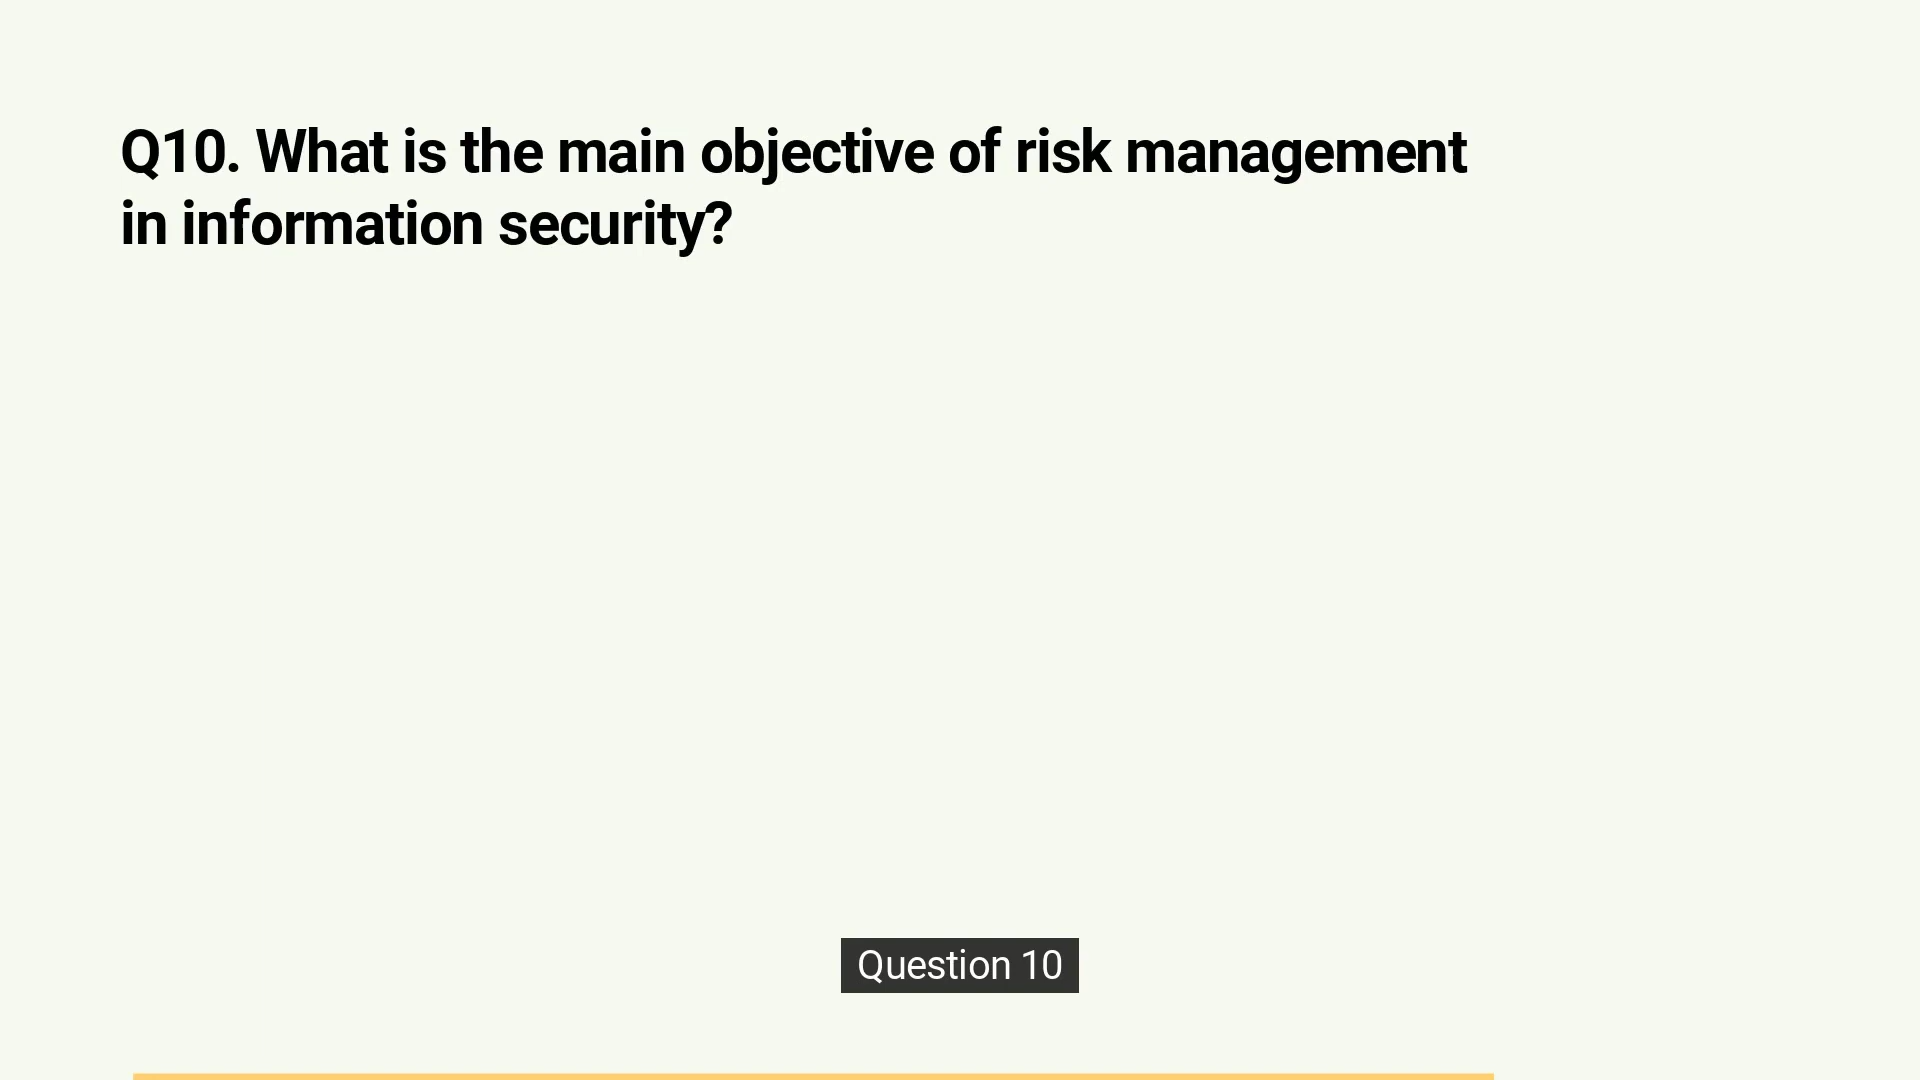 Q10. What is the main objective of risk management
in information security?
Question 10